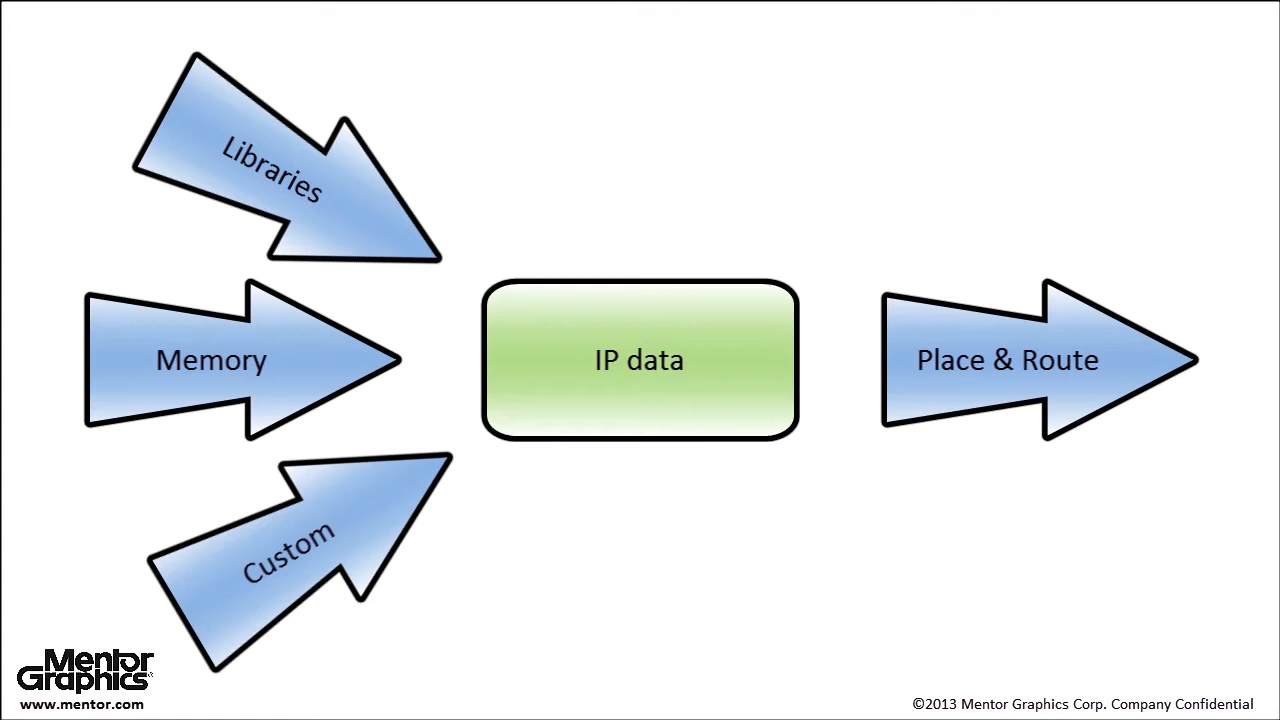 Libraries
Memory
IP data
Place & Route
Custom
Mentor
Graphics
www.mentor.com
©2013 Mentor Graphics Corp. Company Confidential